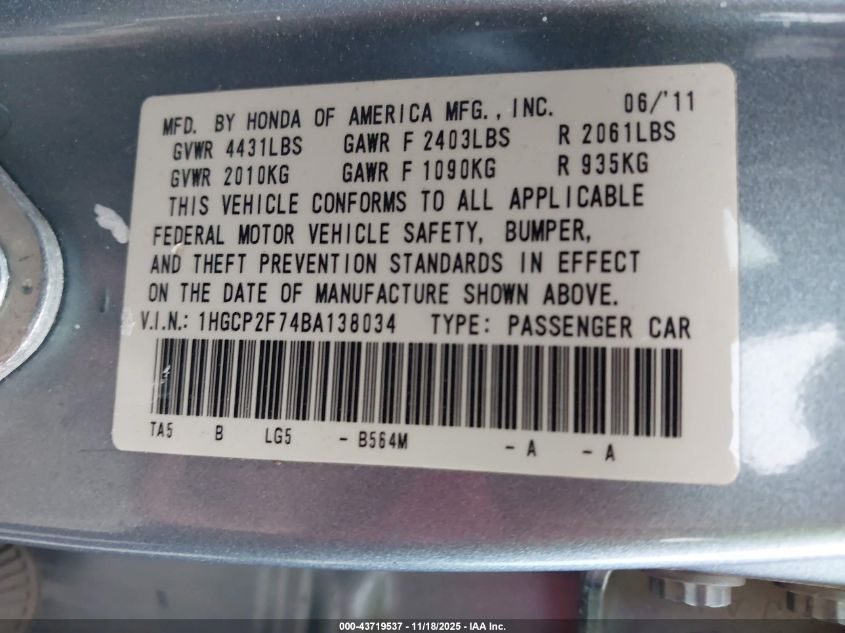 MFD. BY HONDA OF AMERICA MFG., INC. 06/'11
GVWR 4431LBS GAWR F 2403LBS R 2061LBS
GVWR 2010KG GAWR F 1090KG R 935KG
THIS VEHICLE CONFORMS TO ALL APPLICABLE
FEDERAL MOTOR VEHICLE SAFETY, BUMPER,
AND THEFT PREVENTION STANDARDS IN EFFECT
ON THE DATE OF MANUFACTURE SHOWN ABOVE.
V.I.N.: 1HGCP2F74BA138034 TYPE: PASSENGER CAR
TA5 B LG5 - B564M - A - A
000-43719537 - 11/18/2025 - IAA Inc.